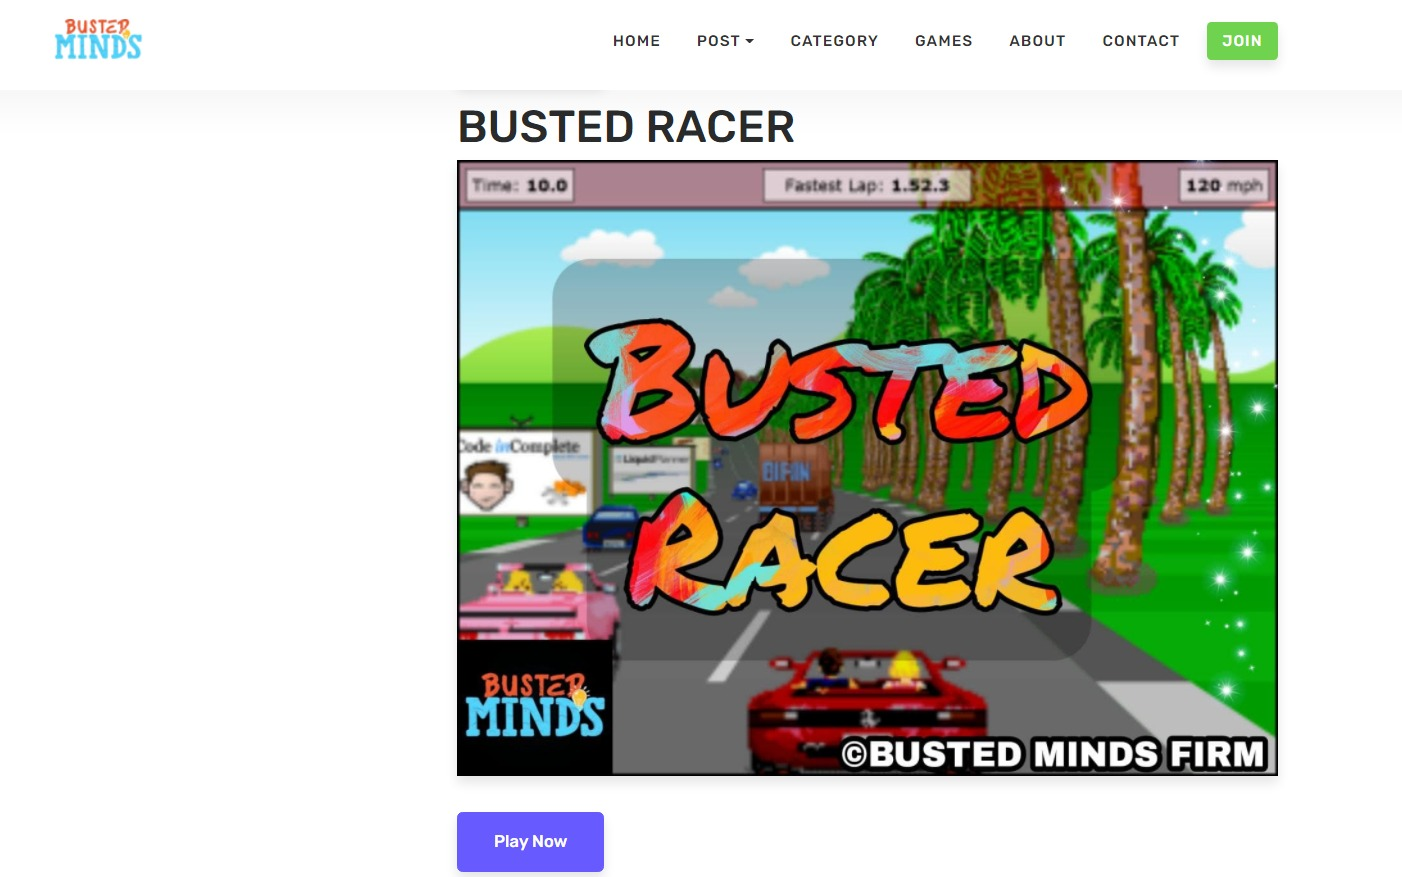 BUSTED
MINDS
HOME POST CATEGORY GAMES ABOUT CONTACT JOIN
BUSTED RACER
Time: 10.0 Fastest Lap: 1.52.3 120 mph
BUSTED
Code inComplete
LiquidPlanner
RACER
BUSTED
MINDS
©BUSTED MINDS FIRM
Play Now